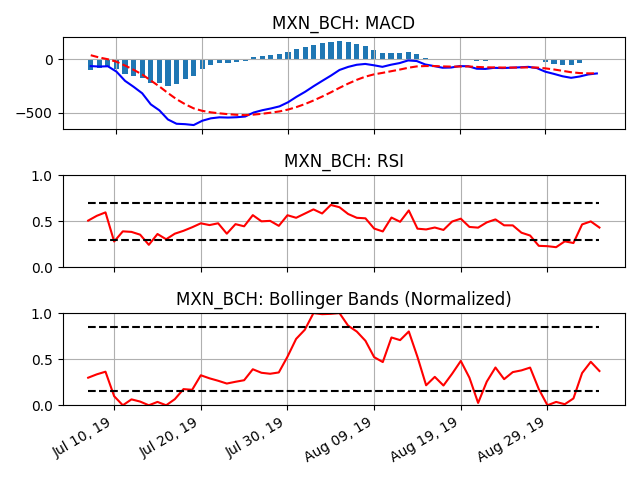 MXN_BCH: MACD
0
−500
MXN_BCH: RSI
1.0
0.5
0.0
MXN_BCH: Bollinger Bands (Normalized)
1.0
0.5
0.0
Jul 10, 19
Jul 20, 19
Jul 30, 19
Aug 09, 19
Aug 19, 19
Aug 29, 19